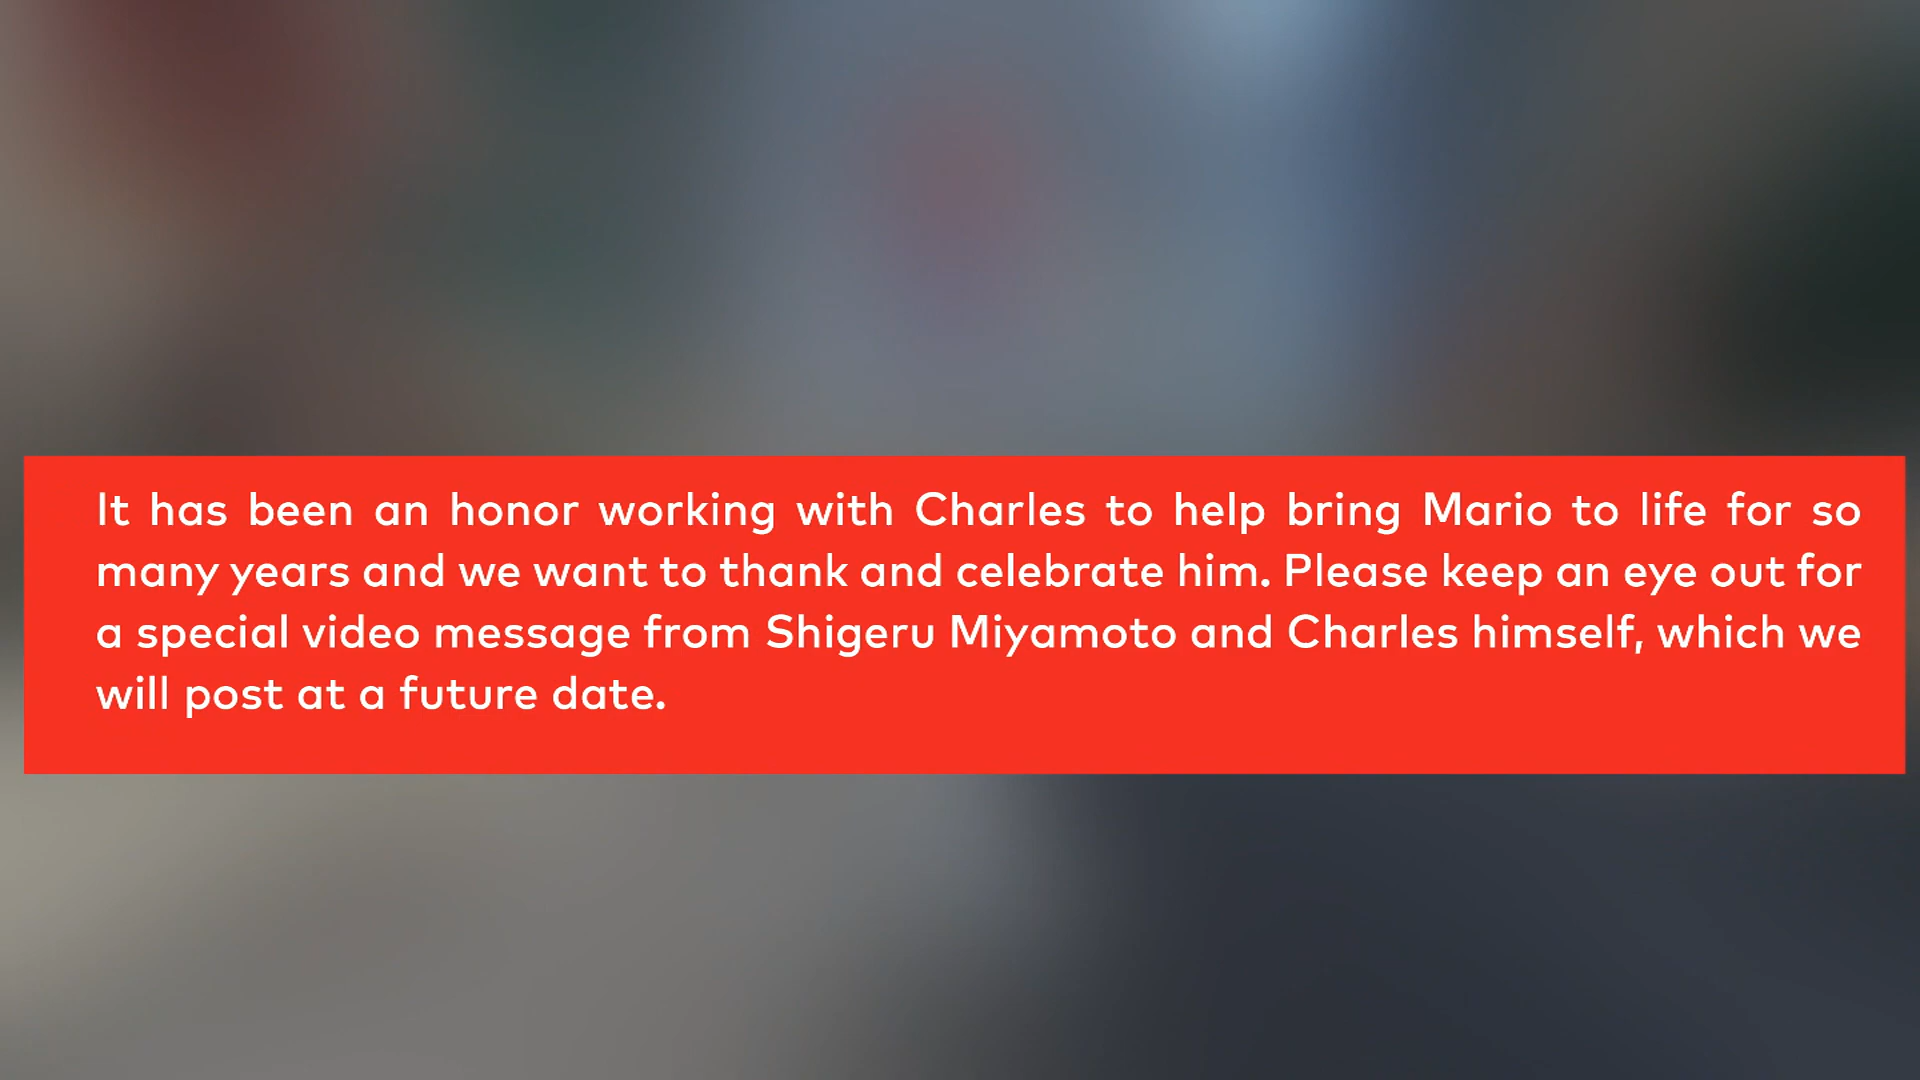 It has been an honor working with Charles to help bring Mario to life for so
many years and we want to thank and celebrate him. Please keep an eye out for
a special video message from Shigeru Miyamoto and Charles himself, which we
will post at a future date.